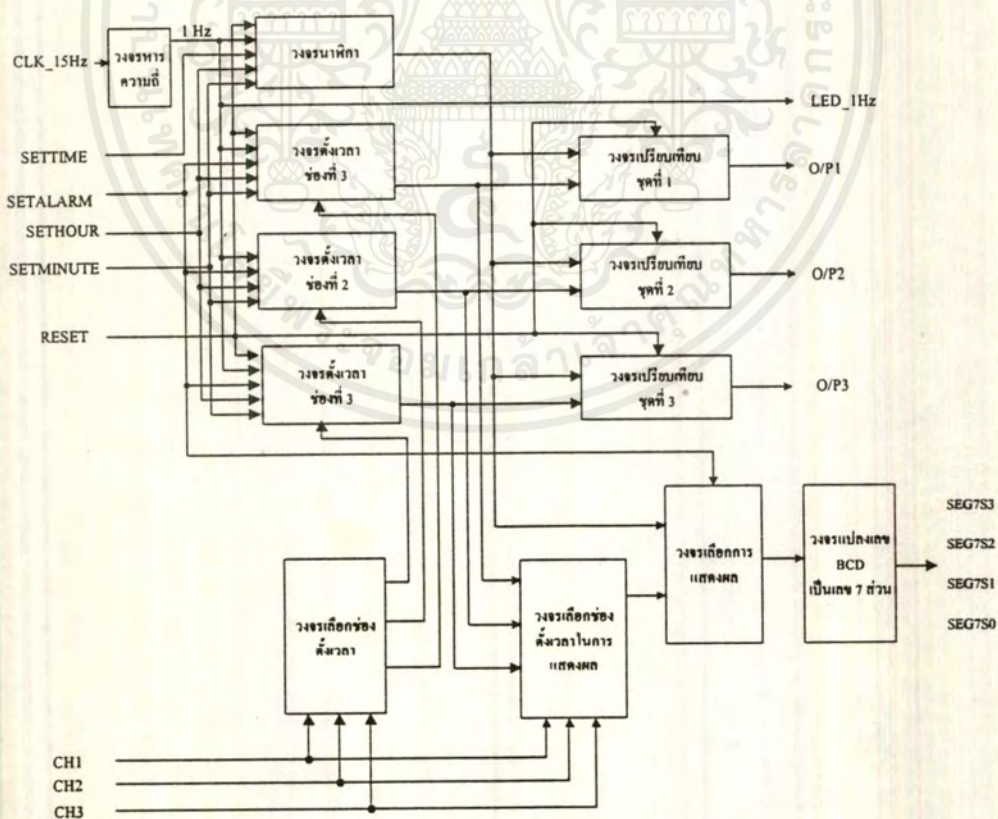 1 Hz
วงจรนาฬิกา
CLK_15Hz
วงจรหาร
ความถี่
LED_1Hz
SETTIME
วงจรตั้งเวลา
ช่องที่ 3
วงจรเปรียบเทียบ
ชุดที่ 1
O/P1
SETALARM
SETHOUR
SETMINUTE
วงจรตั้งเวลา
ช่องที่ 2
วงจรเปรียบเทียบ
ชุดที่ 2
O/P2
RESET
วงจรตั้งเวลา
ช่องที่ 3
วงจรเปรียบเทียบ
ชุดที่ 3
O/P3
วงจรเลือกการ
แสดงผล
วงจรแปลงเลข
BCD
เป็นเลข 7 ส่วน
SEG7S3
SEG7S2
SEG7S1
SEG7S0
วงจรเลือกช่อง
ตั้งเวลา
วงจรเลือกช่อง
ตั้งเวลาในการ
แสดงผล
CH1
CH2
CH3